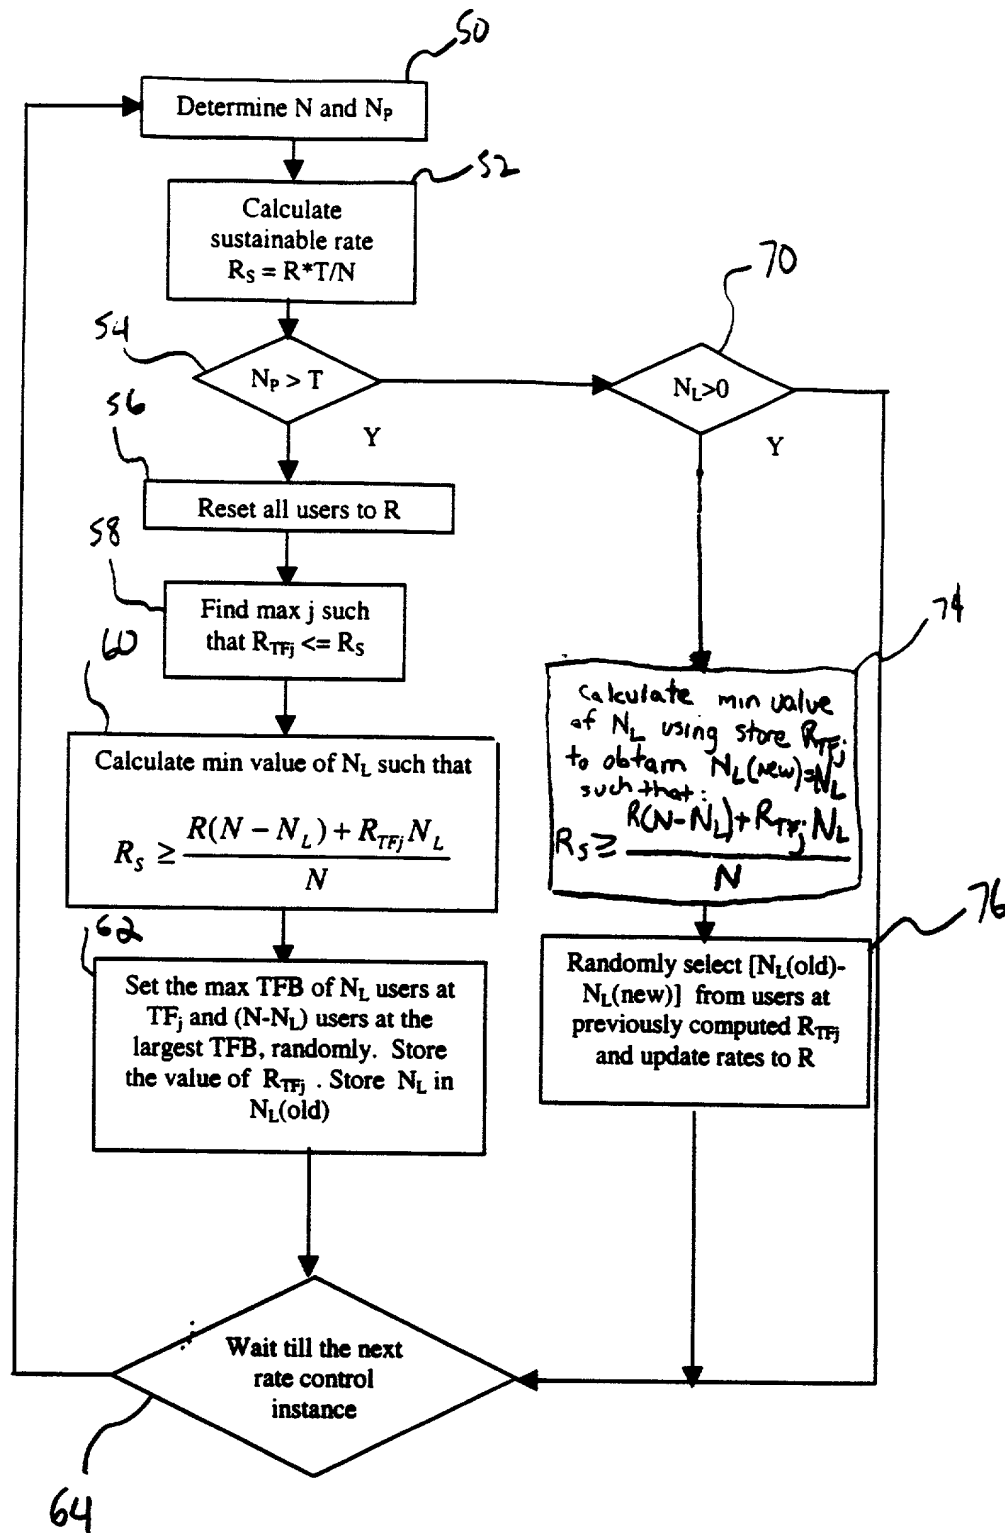 50
Determine N and N_P
52
Calculate
sustainable rate
R_S = R*T/N
54
N_P > T
Y
70
N_L>0
Y
56
Reset all users to R
58
Find max j such
that R_TFj <= R_S
60
Calculate min value of N_L such that
R_S ≥ (R(N − N_L) + R_TFj N_L) / N
62
Set the max TFB of N_L users at
TF_j and (N-N_L) users at the
largest TFB, randomly. Store
the value of R_TFj . Store N_L in
N_L(old)
74
Calculate min value
of N_L using store R_TFj
to obtain N_L(new)=N_L
such that:
R_S ≥ (R(N-N_L)+R_TFj N_L) / N
76
Randomly select [N_L(old)-
N_L(new)] from users at
previously computed R_TFj
and update rates to R
Wait till the next
rate control
instance
64